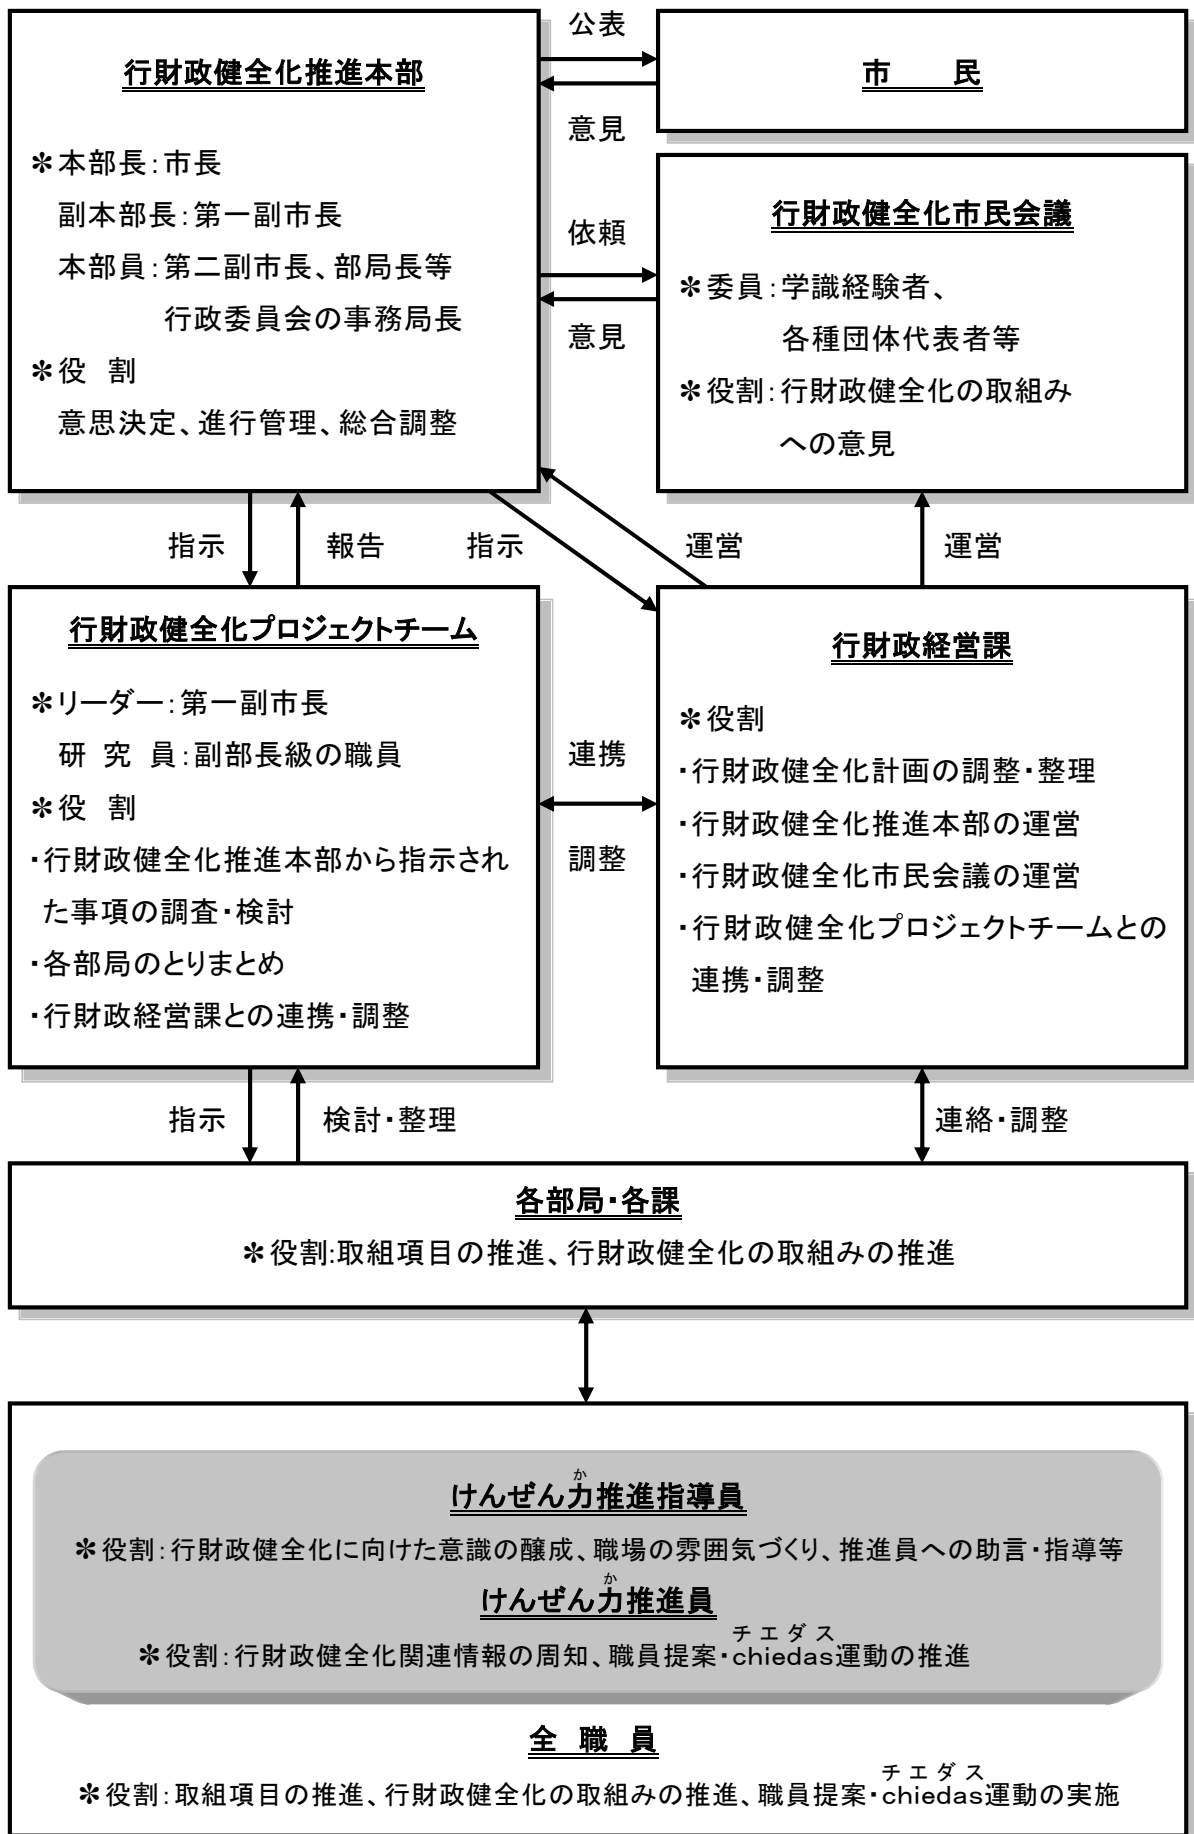 行財政健全化推進本部
✻本部長：市長
副本部長：第一副市長
本部員：第二副市長、部局長等
行政委員会の事務局長
✻役　割
意思決定、進行管理、総合調整
公表
意見
市　　民
依頼
意見
行財政健全化市民会議
✻委員：学識経験者、
各種団体代表者等
✻役割：行財政健全化の取組み
への意見
指示
報告
指示
運営
運営
行財政健全化プロジェクトチーム
✻リーダー：第一副市長
研　究　員：副部長級の職員
✻役　割
・行財政健全化推進本部から指示され
た事項の調査・検討
・各部局のとりまとめ
・行財政経営課との連携・調整
連携
調整
行財政経営課
✻役割
・行財政健全化計画の調整・整理
・行財政健全化推進本部の運営
・行財政健全化市民会議の運営
・行財政健全化プロジェクトチームとの
連携・調整
指示
検討・整理
連絡・調整
各部局・各課
✻役割:取組項目の推進、行財政健全化の取組みの推進
か
けんぜん力推進指導員
✻役割：行財政健全化に向けた意識の醸成、職場の雰囲気づくり、推進員への助言・指導等
か
けんぜん力推進員
チエダス
✻役割：行財政健全化関連情報の周知、職員提案・chiedas運動の推進
全　職　員
チエダス
✻役割：取組項目の推進、行財政健全化の取組みの推進、職員提案・chiedas運動の実施